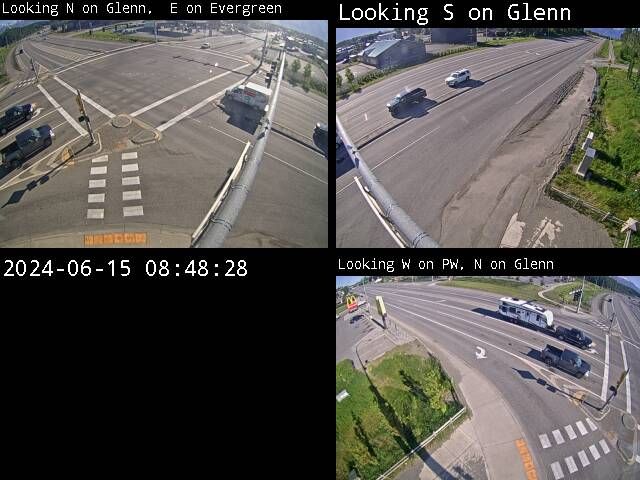 Looking N on Glenn,  E on Evergreen
Looking S on Glenn
2024-06-15 08:48:28
Looking W on PW, N on Glenn